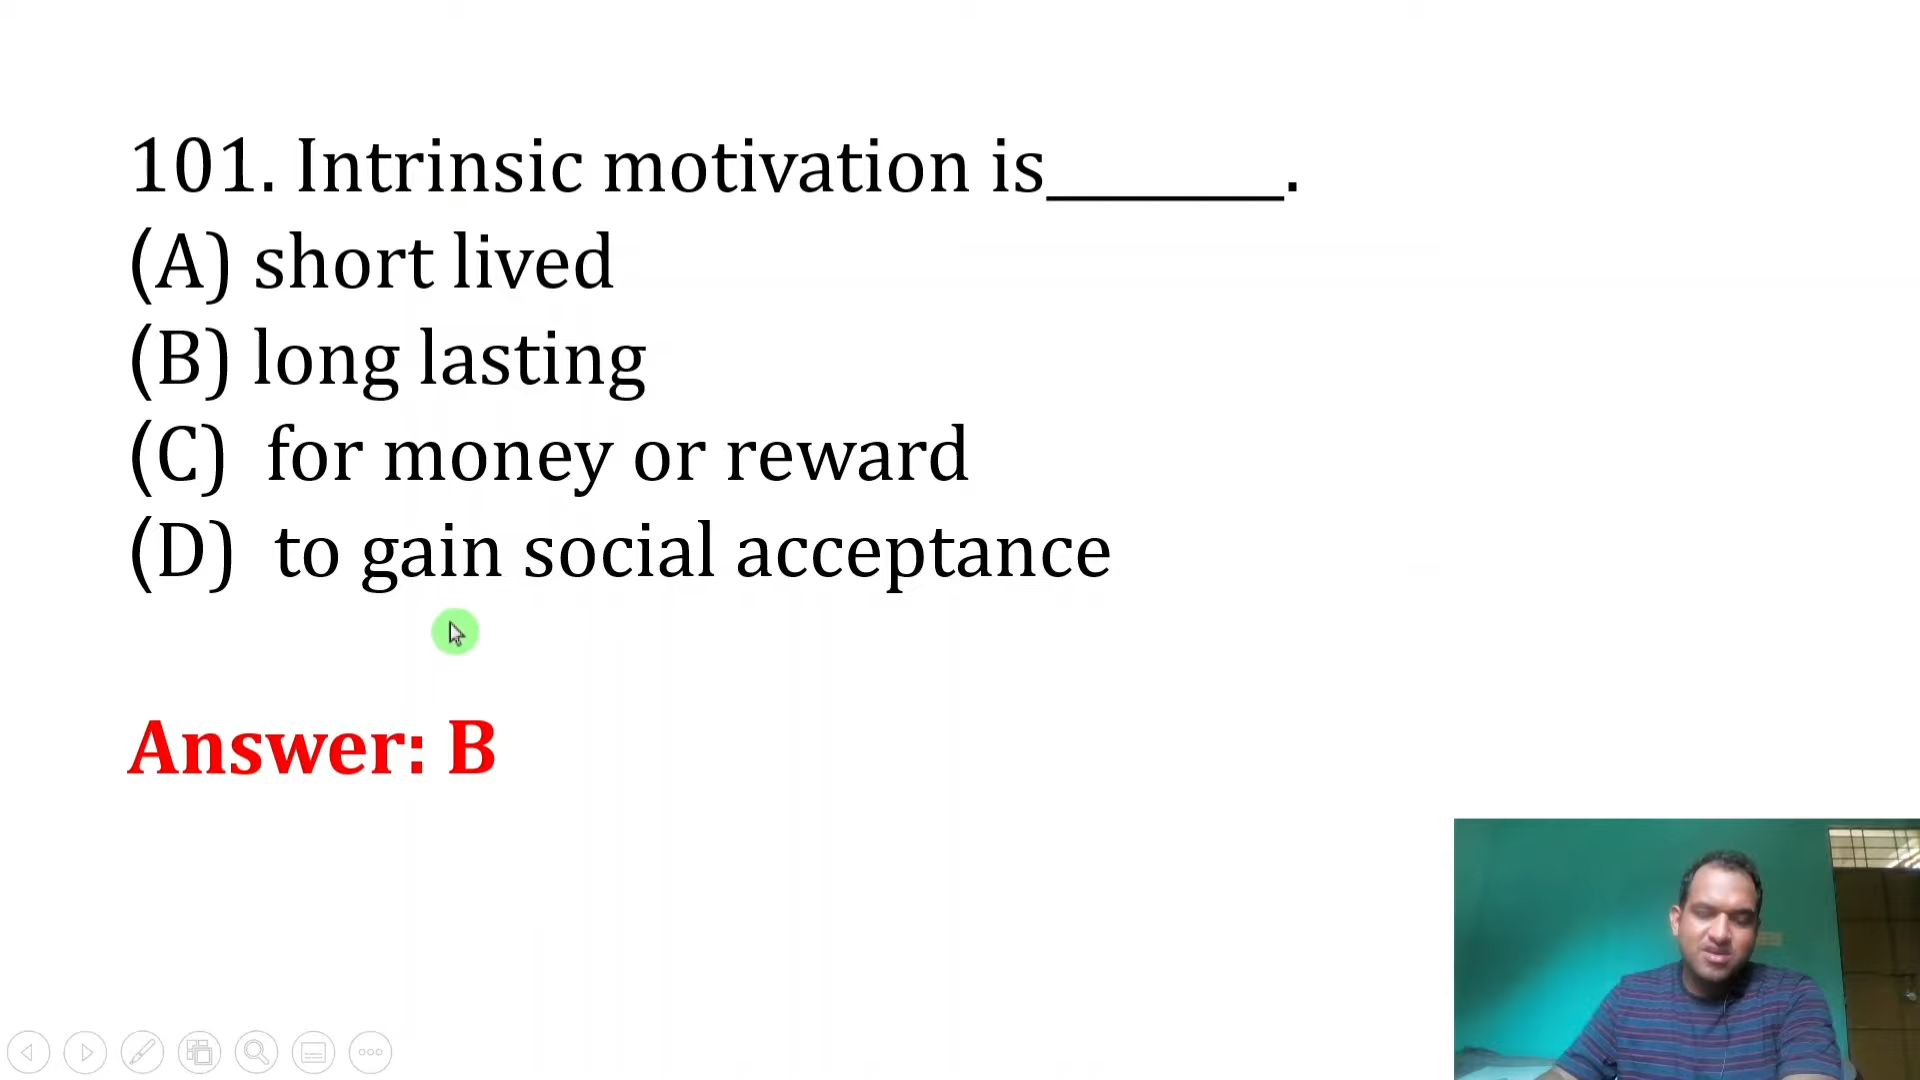 101. Intrinsic motivation is________.
(A) short lived
(B) long lasting
(C) for money or reward
(D) to gain social acceptance
Answer: B